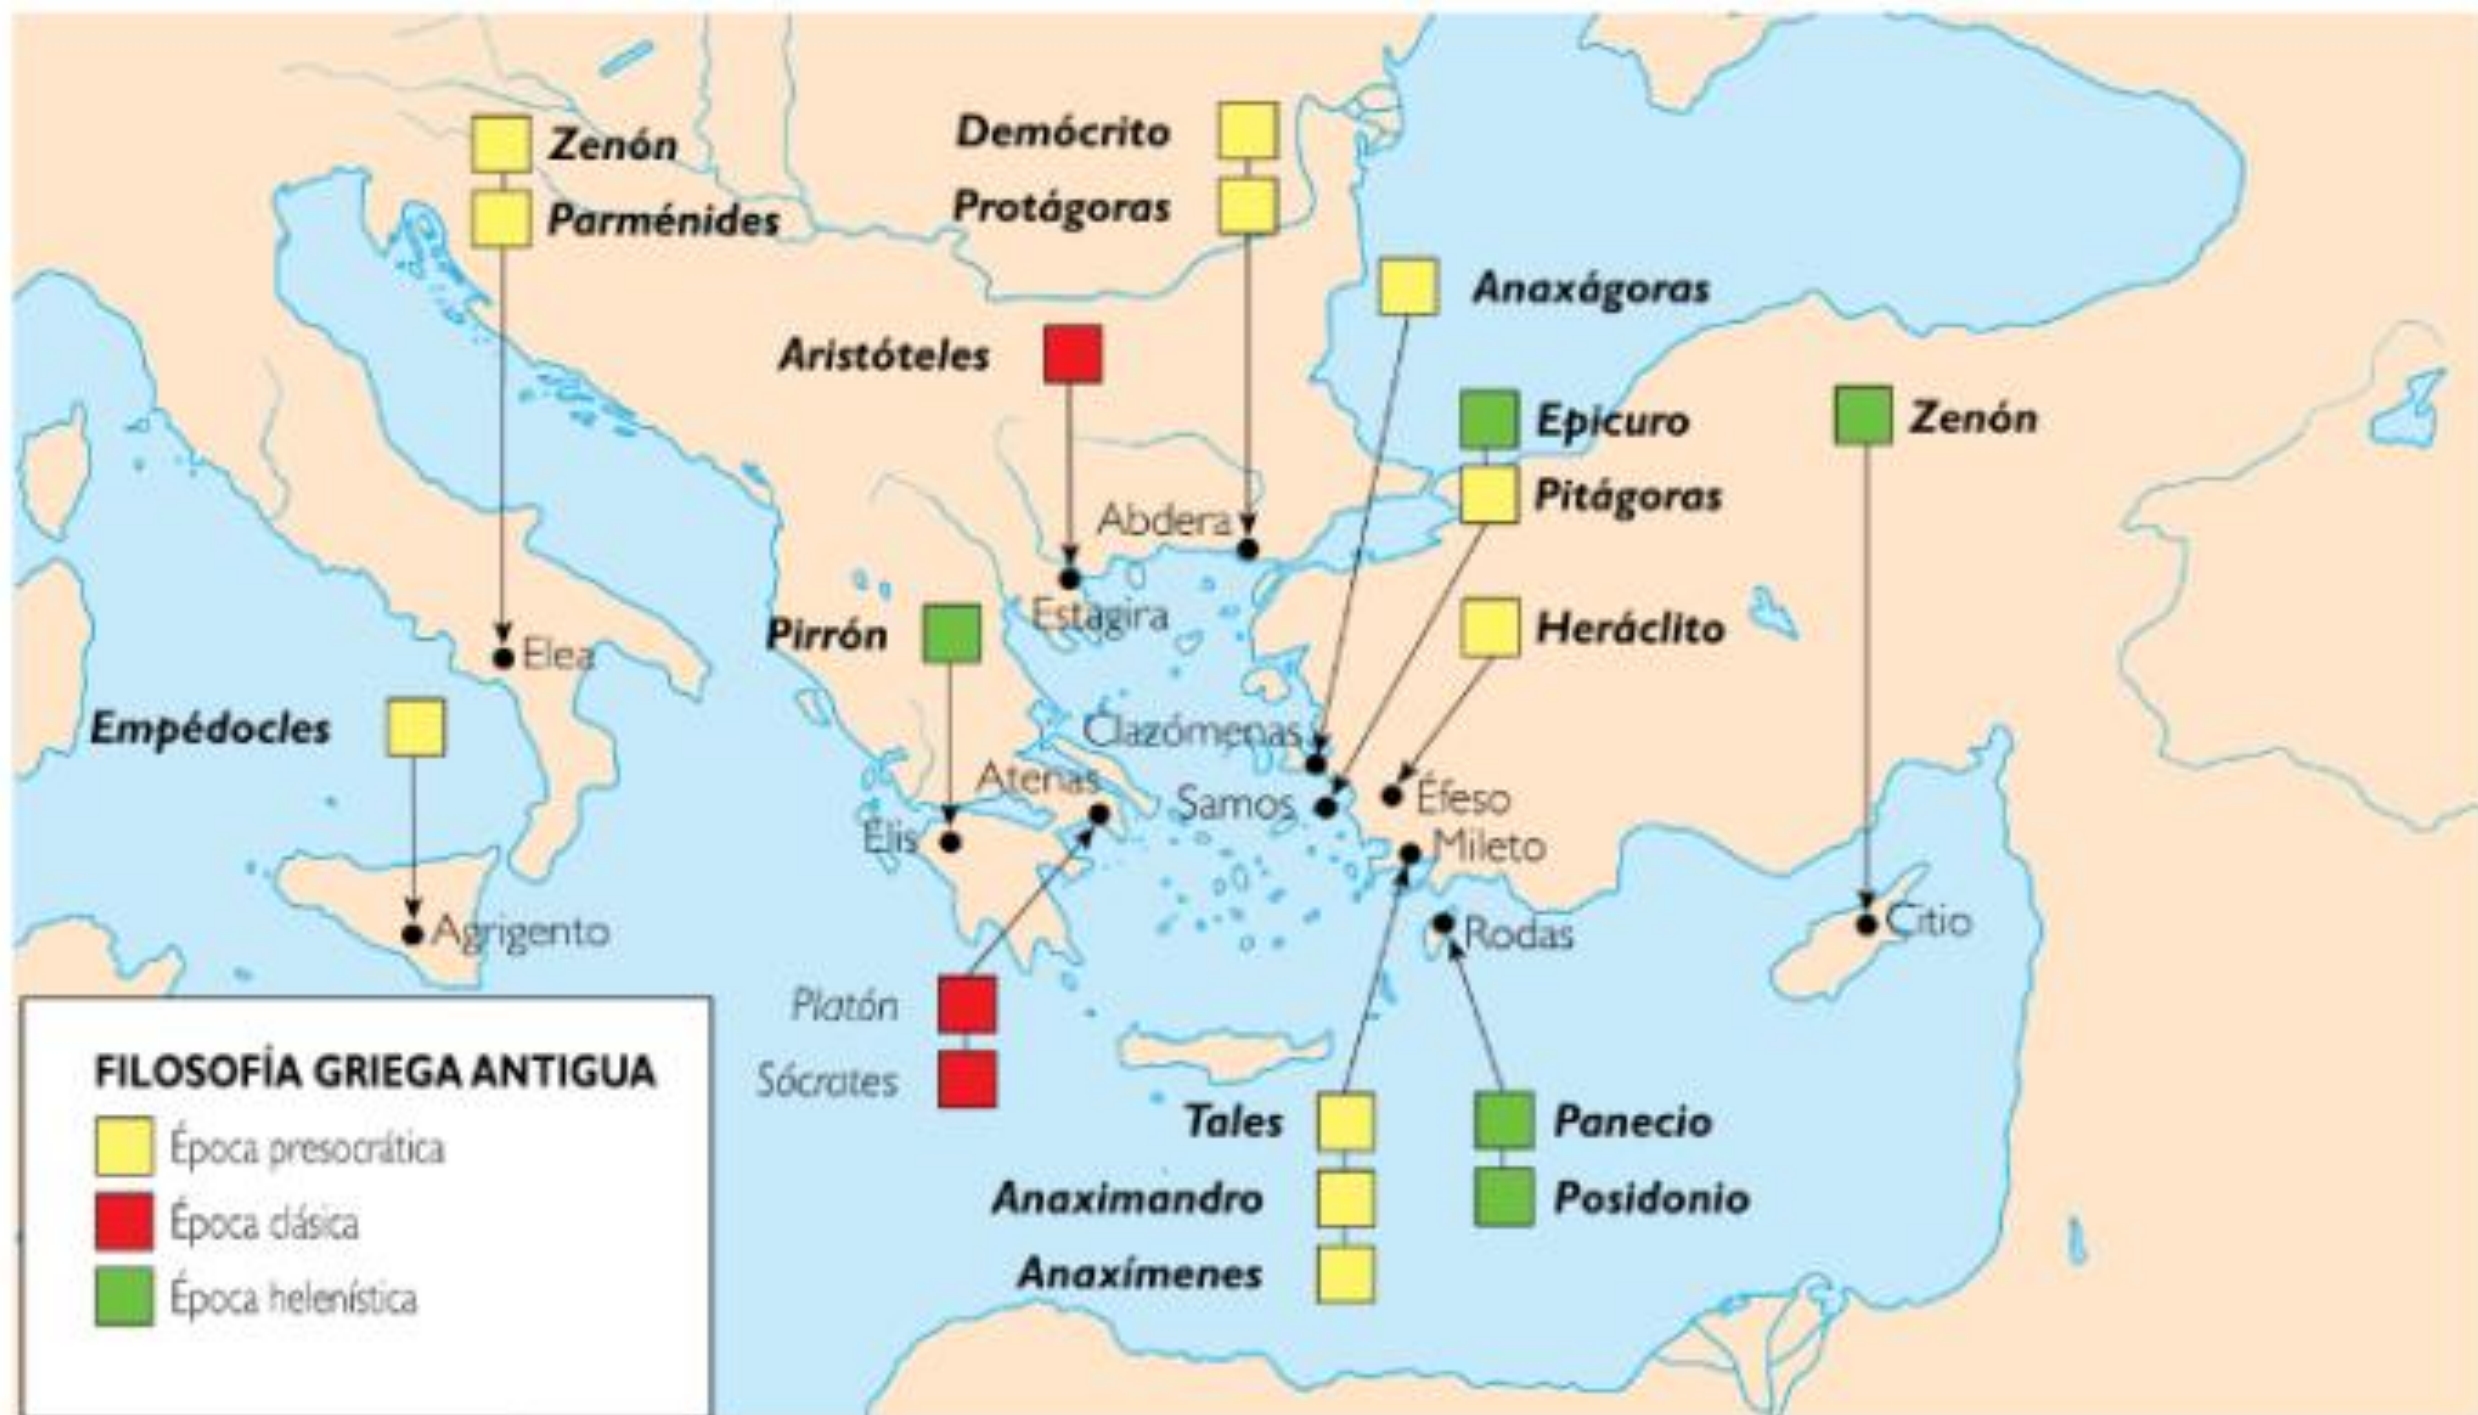 Zenón
Parménides
Demócrito
Protágoras
Anaxágoras
Aristóteles
Epicuro
Pitágoras
Zenón
Abdera
Estagira
Pirrón
Heráclito
Elea
Empédocles
Clazómenas
Atenas
Samos
Éfeso
Élis
Mileto
Agrigento
Rodas
Citio
Platón
Sócrates
Tales
Anaximandro
Anaxímenes
Panecio
Posidonio
FILOSOFÍA GRIEGA ANTIGUA
Época presocrática
Época clásica
Época helenística